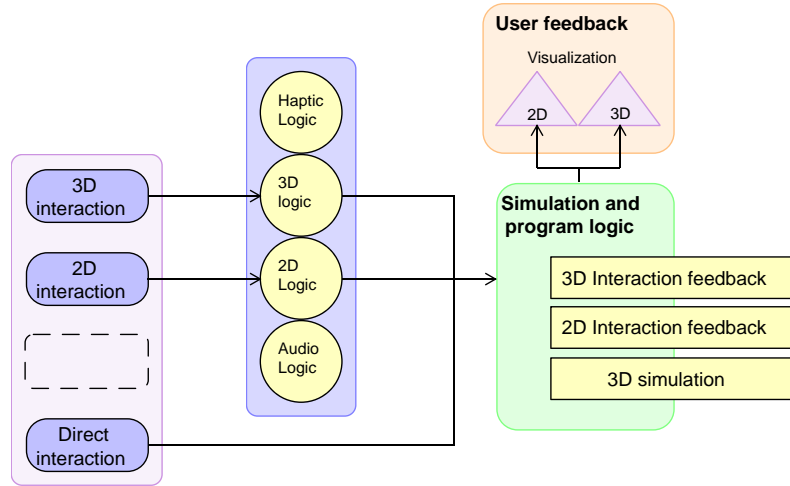 User feedback
Visualization
2D
3D
Haptic
Logic
3D
interaction
3D
logic
Simulation and
program logic
2D
interaction
2D
Logic
3D Interaction feedback
2D Interaction feedback
Audio
Logic
3D simulation
Direct
interaction